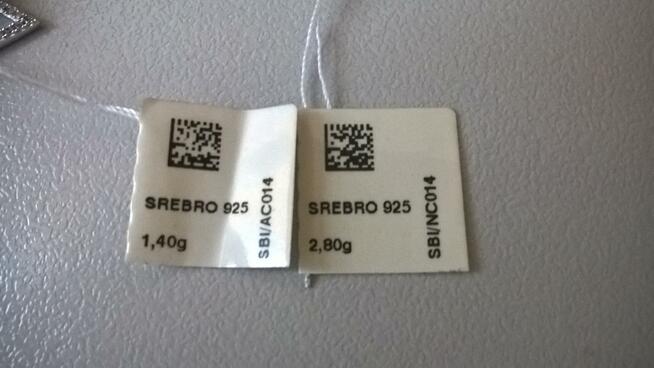 SREBRO 925
1,40g
SBI/AC014
SREBRO 925
2,80g
SBI/NC014